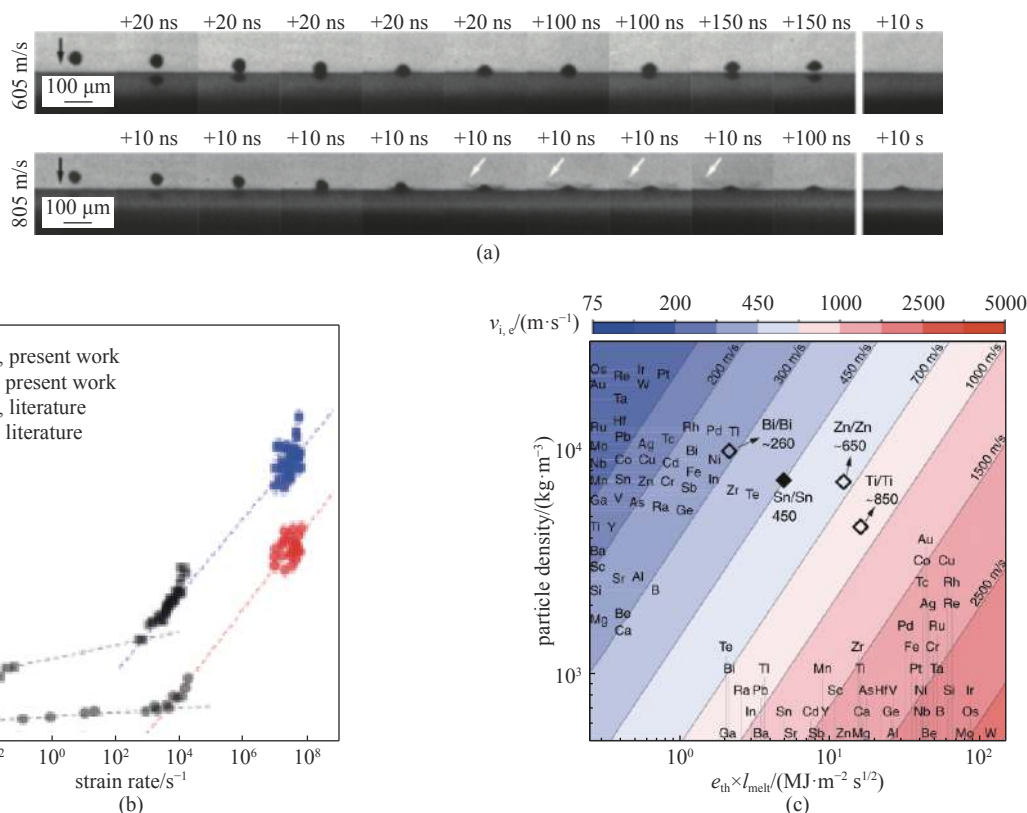 +20 ns +20 ns +20 ns +20 ns +20 ns +100 ns +100 ns +150 ns +150 ns +10 s
605 m/s
100 μm
+10 ns +10 ns +10 ns +10 ns +10 ns +10 ns +10 ns +10 ns +100 ns +10 s
805 m/s
100 μm
(a)
, present work
present work
, literature
literature
10⁰ 10² 10⁴ 10⁶ 10⁸
strain rate/s⁻¹
(b)
75 200 450 1000 2500 5000
v i, e/(m·s⁻¹)
200 m/s 300 m/s 450 m/s 700 m/s 1000 m/s
1500 m/s
2500 m/s
Os Re Ir Pt
Au W
Ta
Hf
Ru Pb Ag Tc Rh Pd Tl
Mo Bi
Nb Co Cu Cd Fe Ni
Mn Sn Zn Cr Sb In Zr Te
Ga V As Ra Ge
Ti Y
Ba
Sc Sr Al
Sr B
Mg Be
Ca
Bi/Bi
~260
Zn/Zn
~650
Sn/Sn
450
Ti/Ti
~850
Au
Co Cu
Tc Rh
Ag Re
Pd Ru
Te Zr Fe Cr
Bi Tl Mn Ti Pt Ta
Ra Pb Sc As Hf V Ni Si Ir
In Sn Cd Y Ca Ge Nb B Os
Ga Ba Sr Sb Zn Mg Al Be Mo W
10⁴
10³
particle density/(kg·m⁻³)
10⁰ 10¹ 10²
e th × l melt/(MJ·m⁻² s¹ᐟ²)
(c)